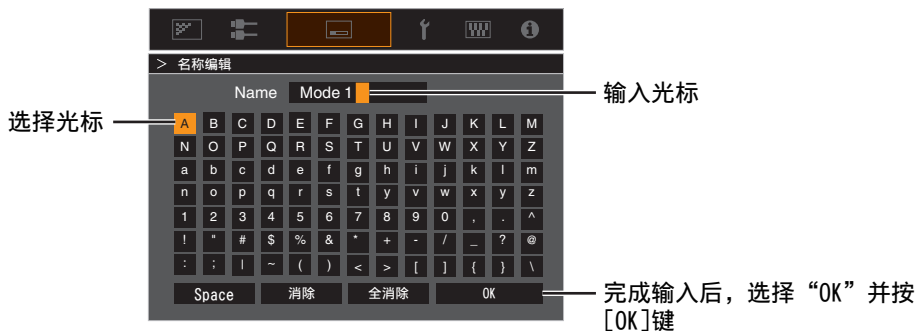 > 名称编辑
Name Mode 1
输入光标
选择光标
A B C D E F G H I J K L M
N O P Q R S T U V W X Y Z
a b c d e f g h i j k l m
n o p q r s t y v w x y z
1 2 3 4 5 6 7 8 9 0 , . ^
! " # $ % & * + - / _ ? @
: ; | ~ ( ) < > [ ] { } \
Space 消除 全消除 OK
完成输入后，选择“OK”并按
[OK]键